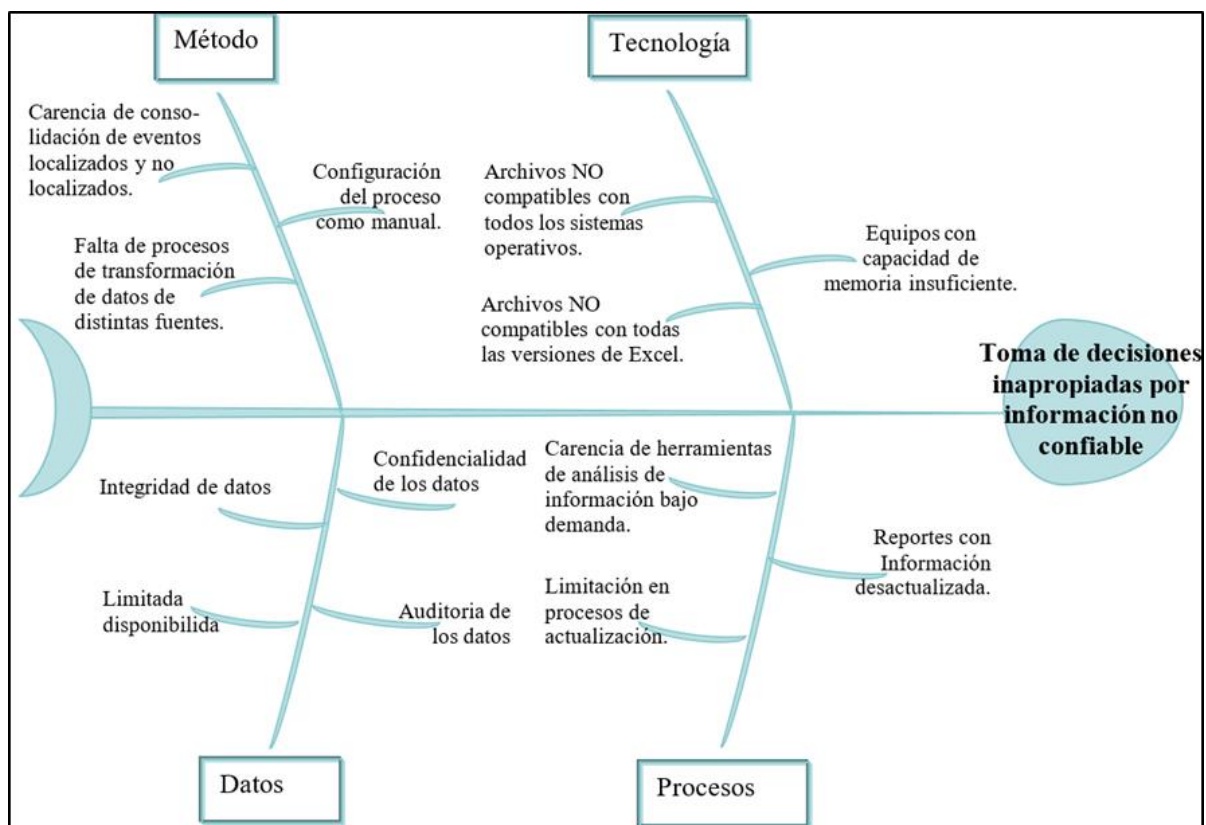 Método
Tecnología
Carencia de conso-
lidación de eventos
localizados y no
localizados.
Configuración
del proceso
como manual.
Falta de procesos
de transformación
de datos de
distintas fuentes.
Archivos NO
compatibles con
todos los sistemas
operativos.
Equipos con
capacidad de
memoria insuficiente.
Archivos NO
compatibles con todas
las versiones de Excel.
Toma de decisiones
inapropiadas por
información no
confiable
Integridad de datos
Confidencialidad
de los datos
Limitada
disponibilida
Auditoria de
los datos
Carencia de herramientas
de análisis de
información bajo
demanda.
Reportes con
Información
desactualizada.
Limitación en
procesos de
actualización.
Datos
Procesos